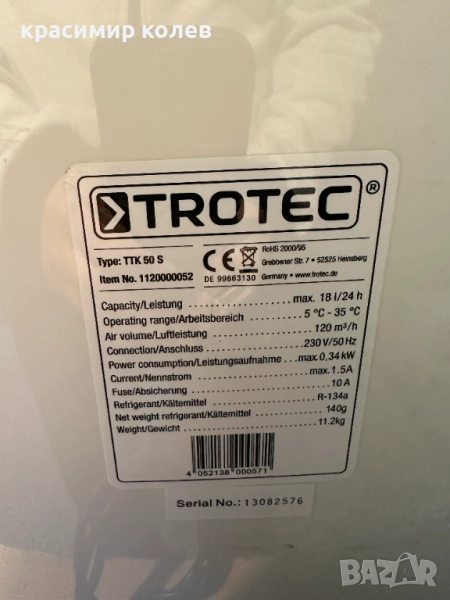 красимир колев
TROTEC®
Type: TTK 50 S
Item No. 1120000052
CE
RoHS 2000/95
Grebbener Str. 7 • 52525 Heinsberg
DE 99663130 Germany • www.trotec.de
Capacity/Leistung max. 18 l/24 h
Operating range/Arbeitsbereich 5 °C - 35 °C
Air volume/Luftleistung 120 m³/h
Connection/Anschluss 230 V/50 Hz
Power consumption/Leistungsaufnahme max. 0,34 kW
Current/Nennstrom max. 1.5A
Fuse/Absicherung 10 A
Refrigerant/Kältemittel R-134a
Net weight refrigerant/Kältemittel 140g
Weight/Gewicht 11.2kg
4 052138 000571
Serial No.: 13082576
BAZAR